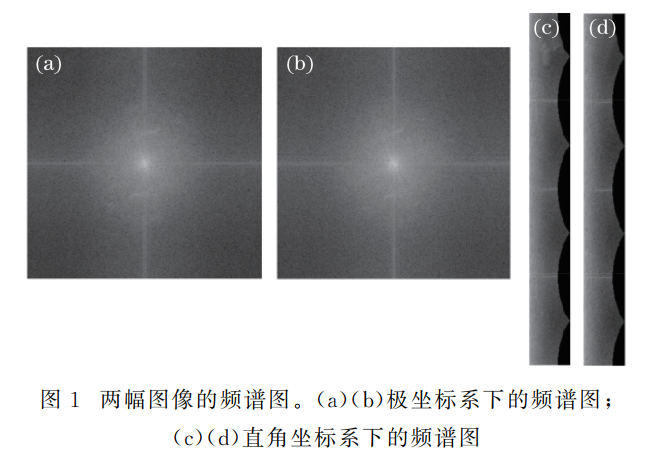 (a)
(b)
(c)
(d)
图 1 两幅图像的频谱图。(a)(b)极坐标系下的频谱图;
(c)(d)直角坐标系下的频谱图